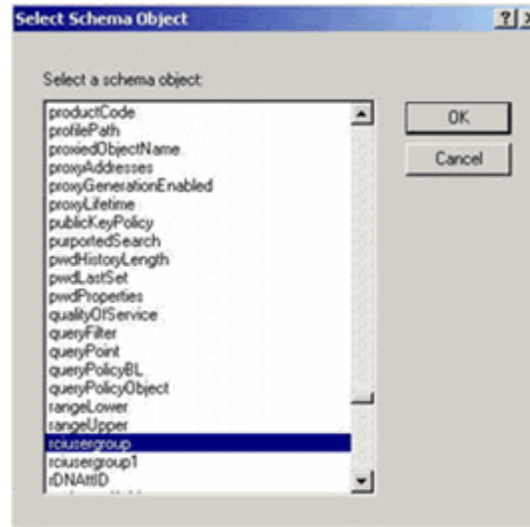 Select Schema Object
Select a schema object:
productCode
profilePath
proxiedObjectName
proxyAddresses
proxyGenerationEnabled
proxyLifetime
publicKeyPolicy
purportedSearch
pwdHistoryLength
pwdLastSet
pwdProperties
qualityOfService
queryFilter
queryPoint
queryPolicyBL
queryPolicyObject
rangeLower
rangeUpper
rciusergroup
rciusergroup1
rDNAttID
OK
Cancel